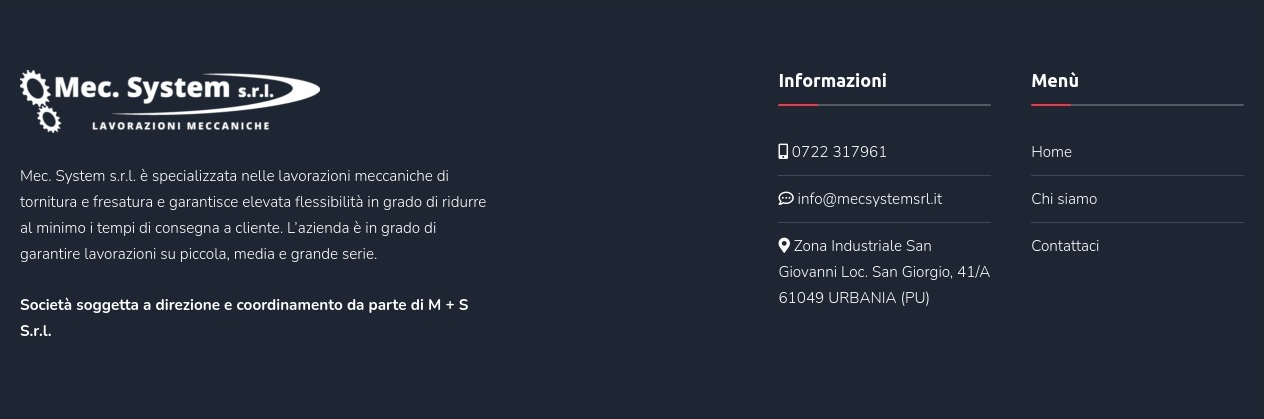 Mec. System s.r.l.
LAVORAZIONI MECCANICHE
Mec. System s.r.l. è specializzata nelle lavorazioni meccaniche di
tornitura e fresatura e garantisce elevata flessibilità in grado di ridurre
al minimo i tempi di consegna a cliente. L’azienda è in grado di
garantire lavorazioni su piccola, media e grande serie.
Società soggetta a direzione e coordinamento da parte di M + S
S.r.l.
Informazioni
0722 317961
info@mecsystemsrl.it
Zona Industriale San
Giovanni Loc. San Giorgio, 41/A
61049 URBANIA (PU)
Menù
Home
Chi siamo
Contattaci